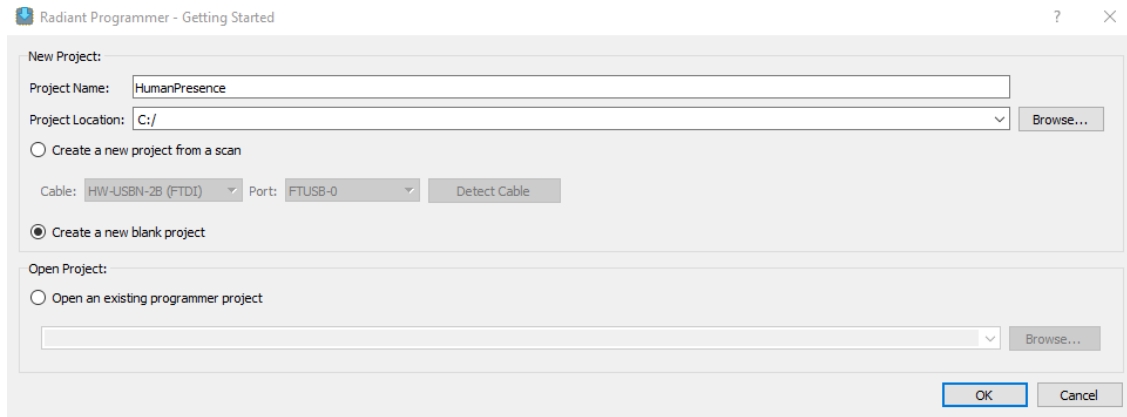 Radiant Programmer - Getting Started ?
New Project:
Project Name: HumanPresence
Project Location: C:/ Browse...
Create a new project from a scan
Cable: HW-USBN-2B (FTDI) Port: FTUSB-0 Detect Cable
Create a new blank project
Open Project:
Open an existing programmer project
Browse...
OK Cancel